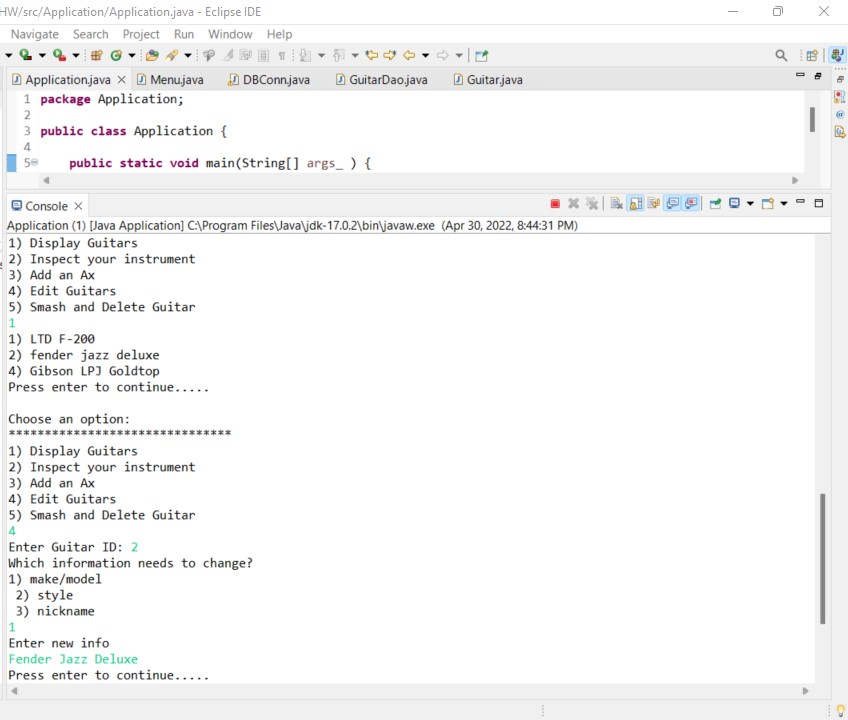 HW/src/Application/Application.java - Eclipse IDE
Navigate Search Project Run Window Help
Application.java Menu.java DBConn.java GuitarDao.java Guitar.java
1 package Application;
2
3 public class Application {
4
5 public static void main(String[] args_ ) {
Console
Application (1) [Java Application] C:\Program Files\Java\jdk-17.0.2\bin\javaw.exe (Apr 30, 2022, 8:44:31 PM)
1) Display Guitars
2) Inspect your instrument
3) Add an Ax
4) Edit Guitars
5) Smash and Delete Guitar
1
1) LTD F-200
2) fender jazz deluxe
4) Gibson LPJ Goldtop
Press enter to continue.....
Choose an option:
*******************************
1) Display Guitars
2) Inspect your instrument
3) Add an Ax
4) Edit Guitars
5) Smash and Delete Guitar
4
Enter Guitar ID: 2
Which information needs to change?
1) make/model
2) style
3) nickname
1
Enter new info
Fender Jazz Deluxe
Press enter to continue.....